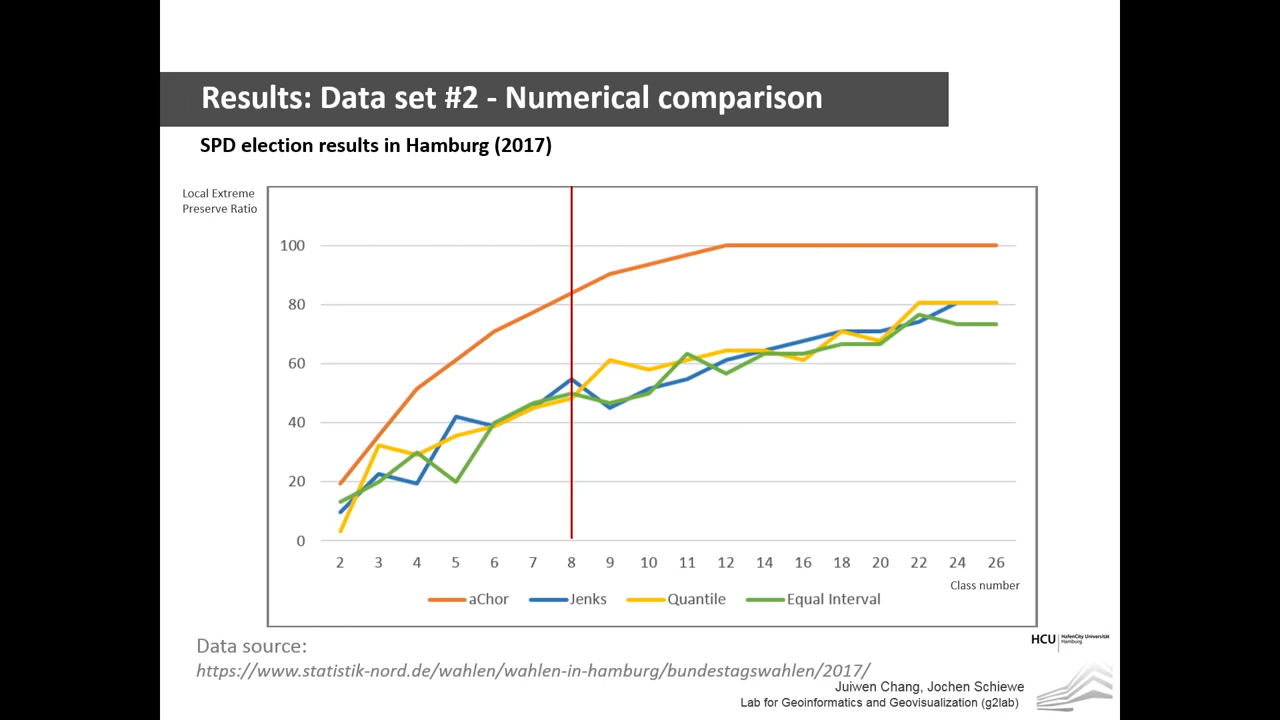 Results: Data set #2 - Numerical comparison
SPD election results in Hamburg (2017)
Local Extreme
Preserve Ratio
100
80
60
40
20
0
2 3 4 5 6 7 8 9 10 11 12 14 16 18 20 22 24 26
Class number
aChor Jenks Quantile Equal Interval
Data source:
https://www.statistik-nord.de/wahlen/wahlen-in-hamburg/bundestagswahlen/2017/
HCU HafenCity Universität
Hamburg
Juiwen Chang, Jochen Schiewe
Lab for Geoinformatics and Geovisualization (g2lab)